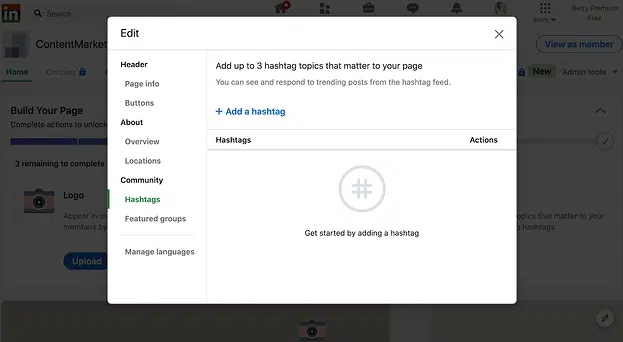 in
Search
Work
Retry Premium
Free
ContentMarket
View as member
Home
Content
New
Admin tools
Build Your Page
Complete actions to unlock
3 remaining to complete
Logo
Appear in
members by
Upload
topics that matter to your
hashtags
Edit
Header
Page info
Buttons
About
Overview
Locations
Community
Hashtags
Featured groups
Manage languages
Add up to 3 hashtag topics that matter to your page
You can see and respond to trending posts from the hashtag feed.
+ Add a hashtag
Hashtags Actions
#
Get started by adding a hashtag